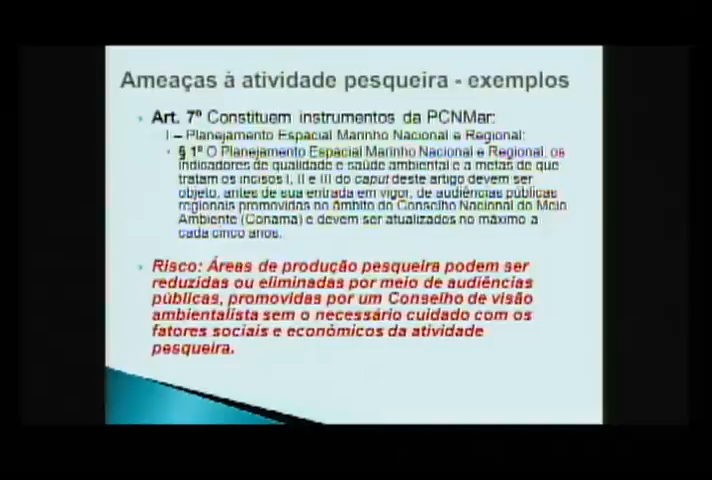 Ameaças à atividade pesqueira - exemplos
Art. 7º Constituem instrumentos da PCNMar:
I – Planejamento Espacial Marinho Nacional e Regional;
§ 1º O Planejamento Espacial Marinho Nacional e Regional, os
indicadores de qualidade e saúde ambiental e a metas de que
tratam os incisos I, II e III do caput deste artigo devem ser
objeto, antes de sua entrada em vigor, de audiências públicas
regionais promovidas no âmbito do Conselho Nacional do Meio
Ambiente (Conama) e devem ser atualizados no máximo a
cada cinco anos.
Risco: Áreas de produção pesqueira podem ser
reduzidas ou eliminadas por meio de audiências
públicas, promovidas por um Conselho de visão
ambientalista sem o necessário cuidado com os
fatores sociais e econômicos da atividade
pesqueira.